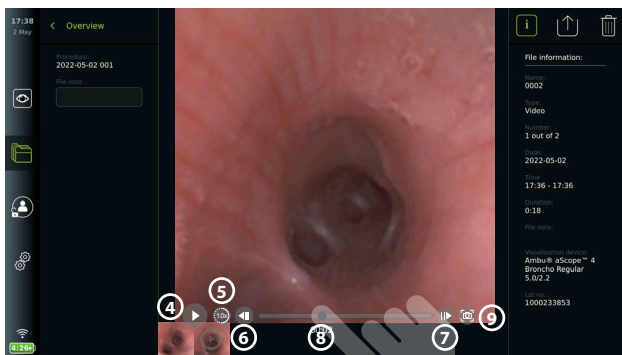 17:38
2 May
Overview
Procedure:
2022-05-02 001
File note
i
File information:
Name:
0002
Type:
Video
Number:
1 out of 2
Date:
2022-05-02
Time
17:36 - 17:36
Duration:
0:18
File note:
Visualization device:
Ambu® aScope™ 4
Broncho Regular
5.0/2.2
Lot no.
1000233853
4
5
1.0x
6
8
7
9
4:26